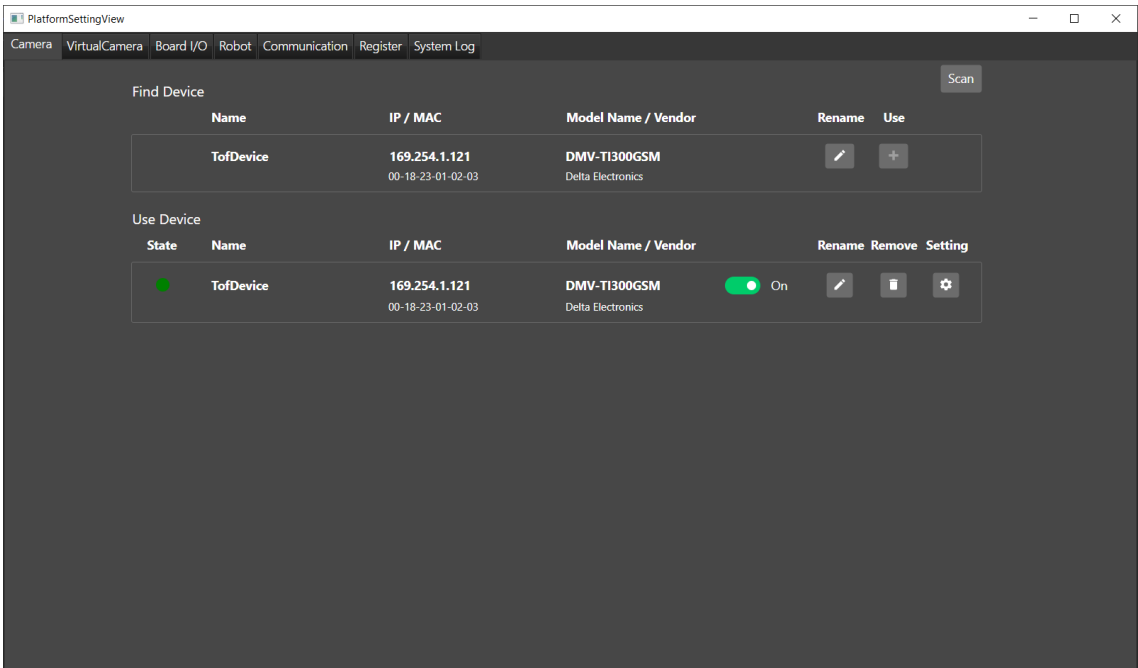 PlatformSettingView
Camera VirtualCamera Board I/O Robot Communication Register System Log
Scan
Find Device
Name IP / MAC Model Name / Vendor Rename Use
TofDevice 169.254.1.121 DMV-TI300GSM
00-18-23-01-02-03 Delta Electronics
Use Device
State Name IP / MAC Model Name / Vendor Rename Remove Setting
TofDevice 169.254.1.121 DMV-TI300GSM On
00-18-23-01-02-03 Delta Electronics